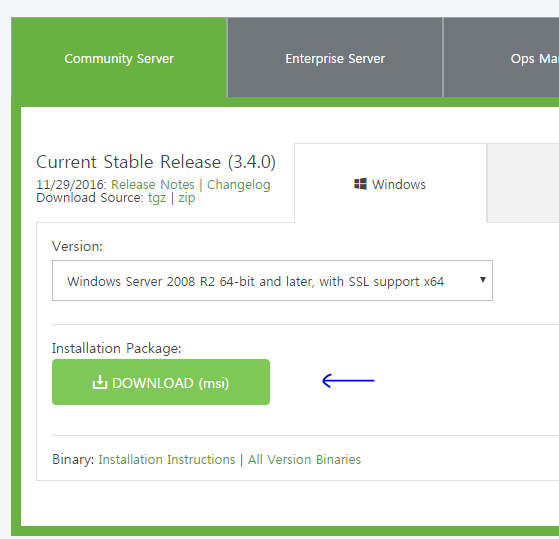 Community Server
Enterprise Server
Ops
Current Stable Release (3.4.0)
11/29/2016: Release Notes | Changelog
Download Source: tgz | zip
Windows
Version:
Windows Server 2008 R2 64-bit and later, with SSL support x64
Installation Package:
DOWNLOAD (msi)
Binary: Installation Instructions | All Version Binaries